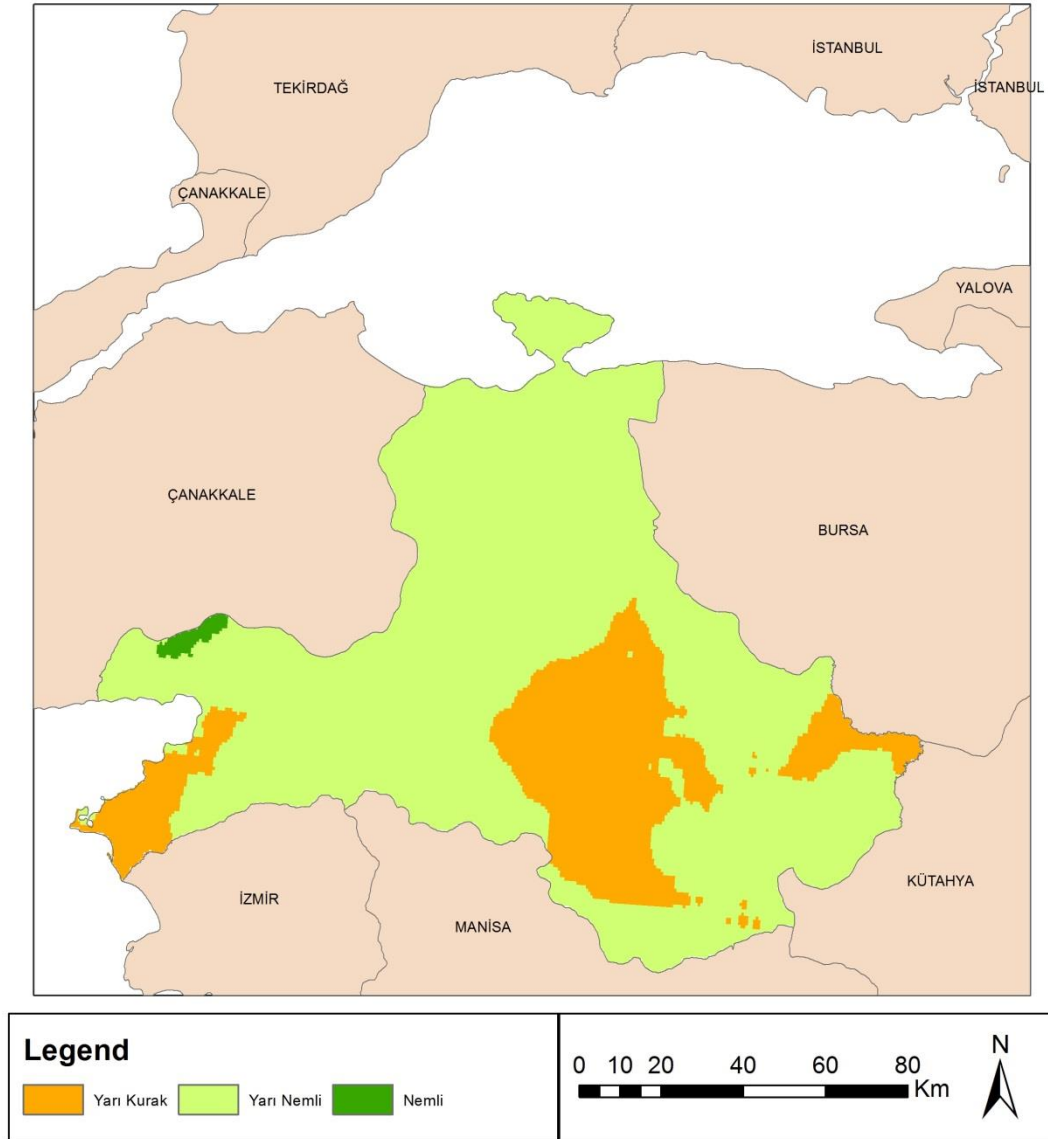 İSTANBUL
TEKİRDAĞ
İSTANBUL
ÇANAKKALE
YALOVA
ÇANAKKALE
BURSA
KÜTAHYA
İZMİR
MANİSA
Legend
Yarı Kurak
Yarı Nemli
Nemli
0 10 20 40 60 80
Km
N